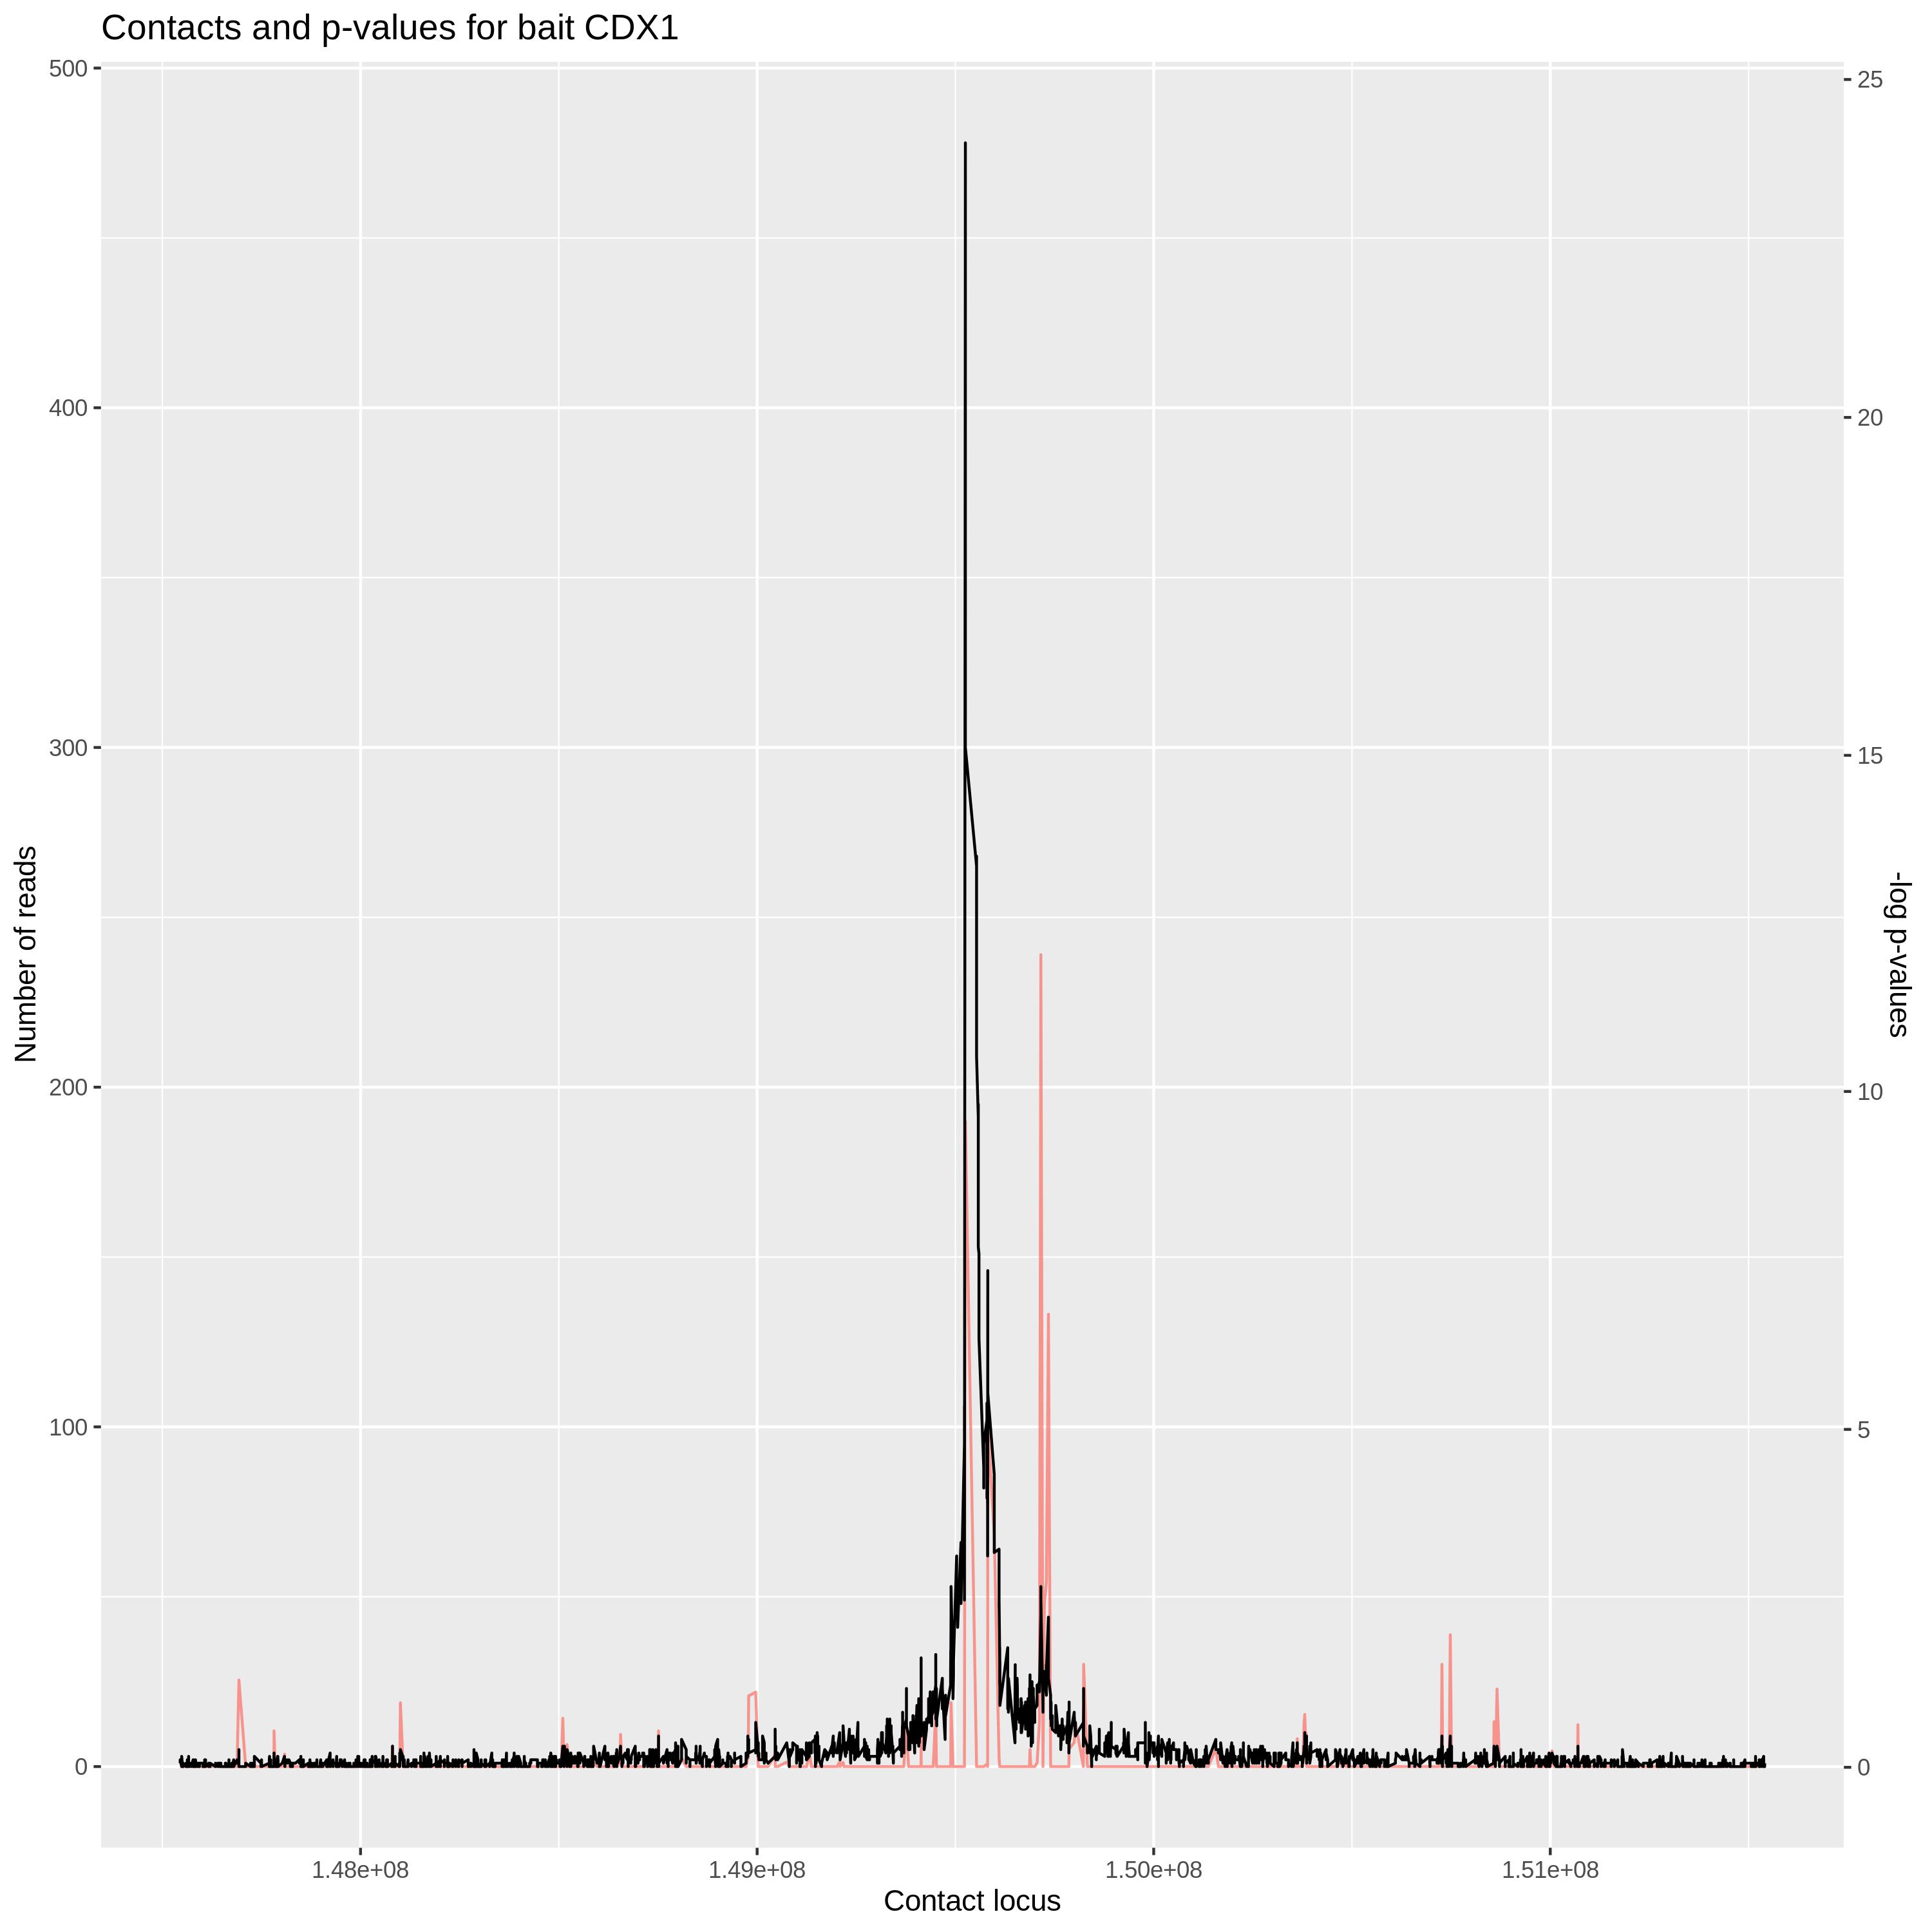 Contacts and p-values for bait CDX1
500
400
300
200
100
0
Number of reads
25
20
15
10
5
0
-log p-values
1.48e+08
1.49e+08
1.50e+08
1.51e+08
Contact locus